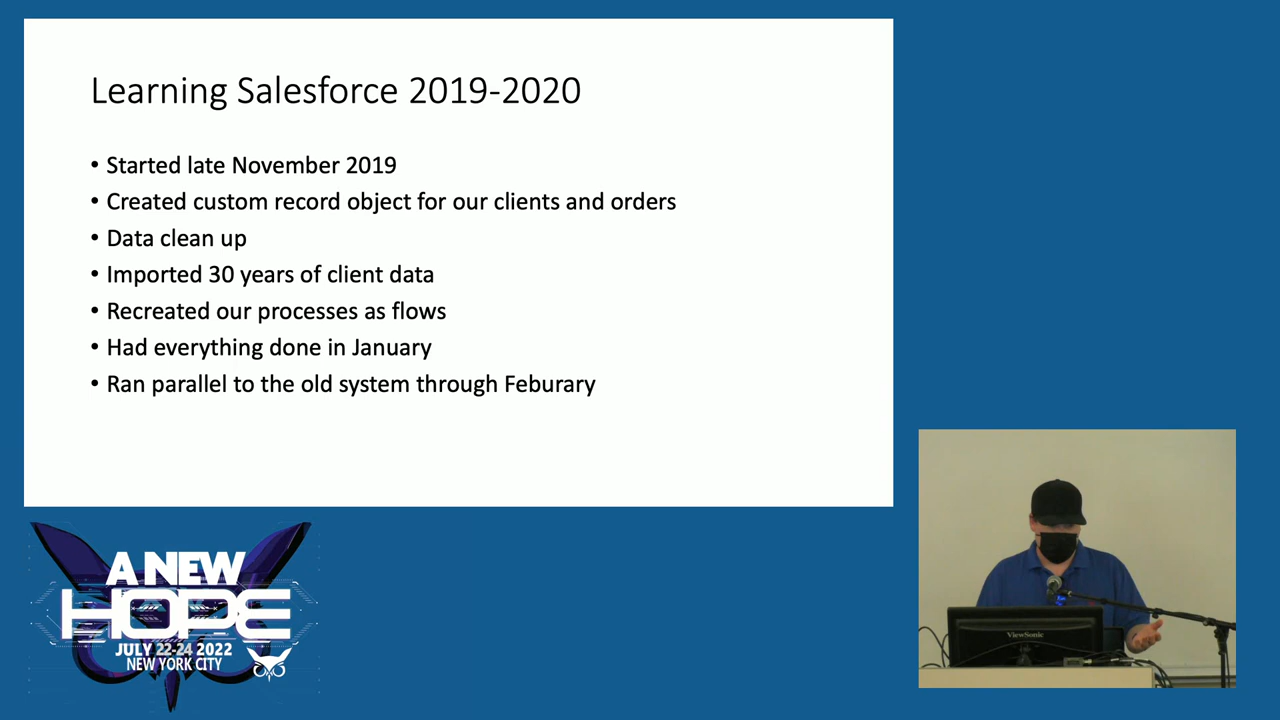 Learning Salesforce 2019-2020
• Started late November 2019
• Created custom record object for our clients and orders
• Data clean up
• Imported 30 years of client data
• Recreated our processes as flows
• Had everything done in January
• Ran parallel to the old system through Feburary
A NEW
HOPE
JULY 22-24 2022
NEW YORK CITY
ViewSonic